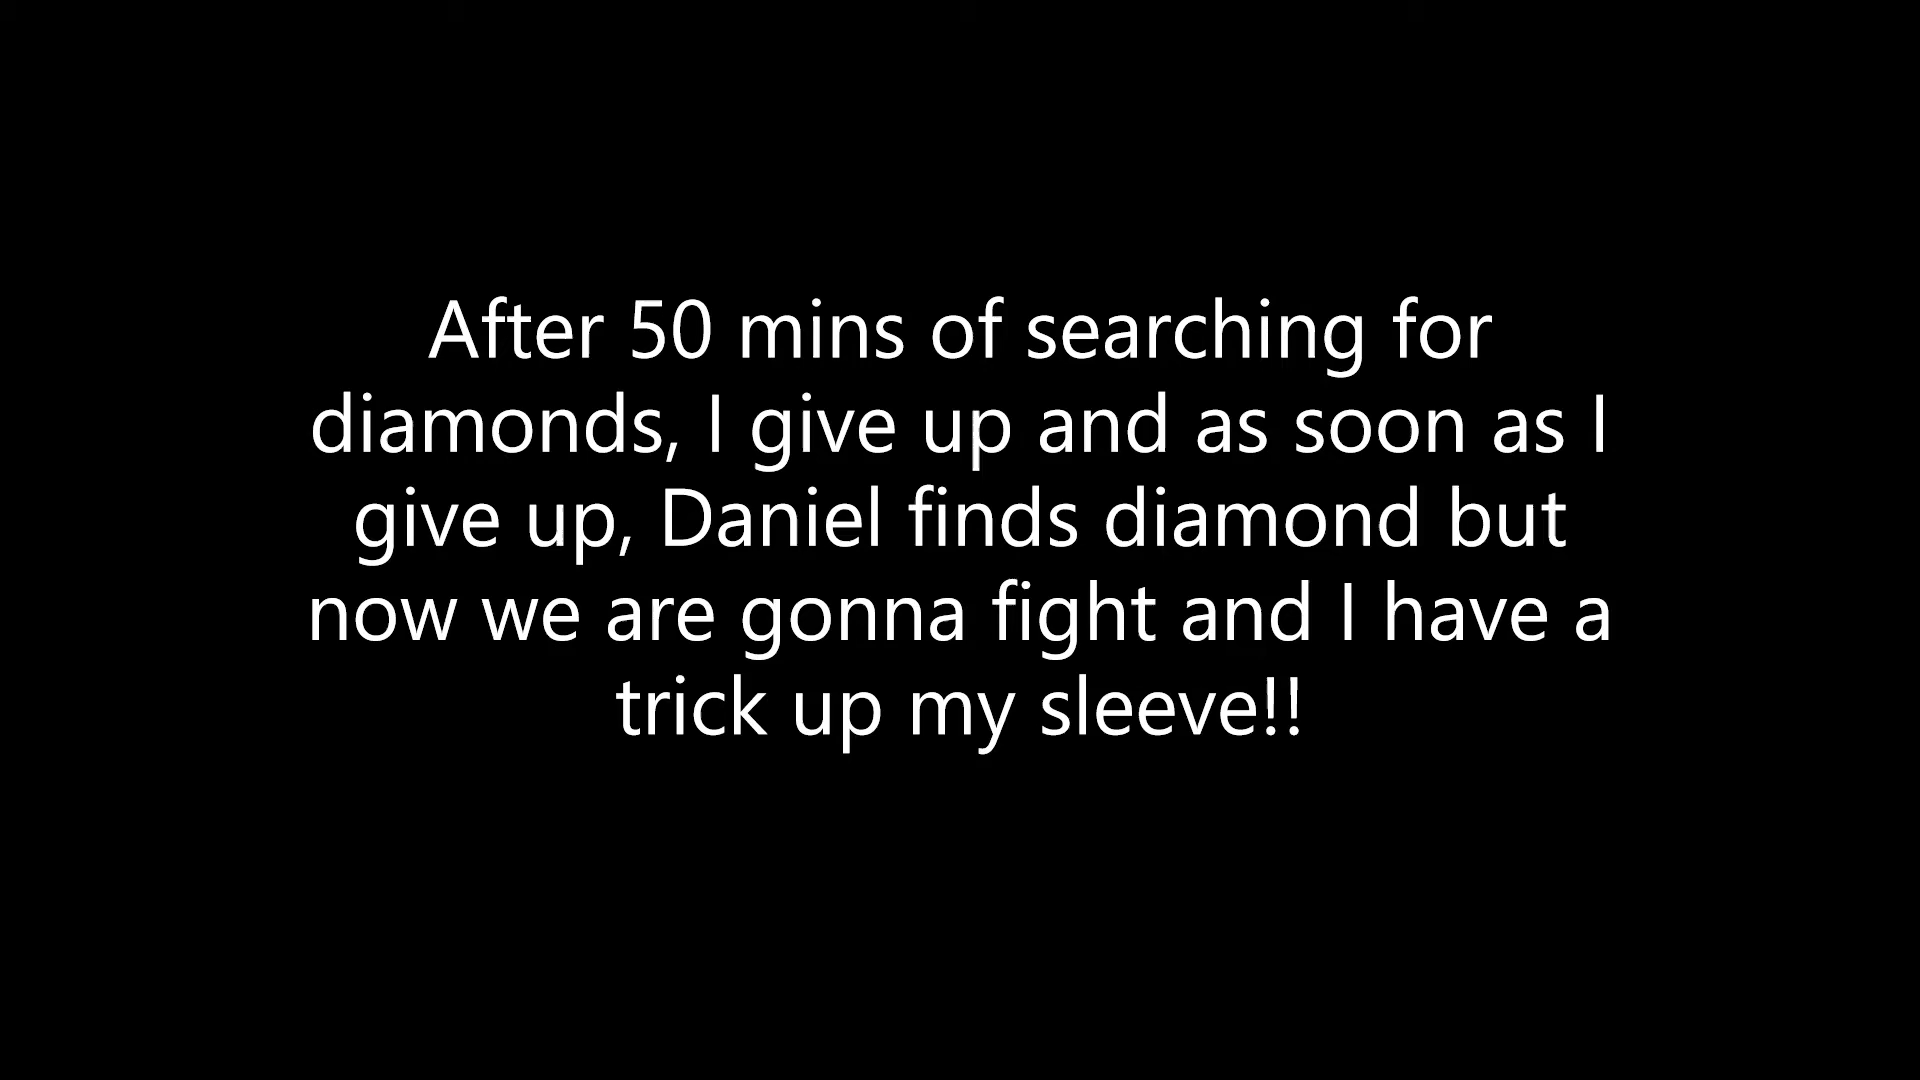 After 50 mins of searching for
diamonds, I give up and as soon as I
give up, Daniel finds diamond but
now we are gonna fight and I have a
trick up my sleeve!!